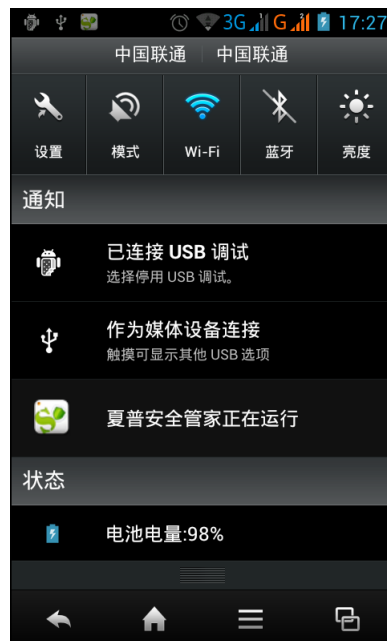 3G G 17:27
中国联通 中国联通
设置 模式 Wi-Fi 蓝牙 亮度
通知
已连接 USB 调试
选择停用 USB 调试。
作为媒体设备连接
触摸可显示其他 USB 选项
夏普安全管家正在运行
状态
电池电量:98%